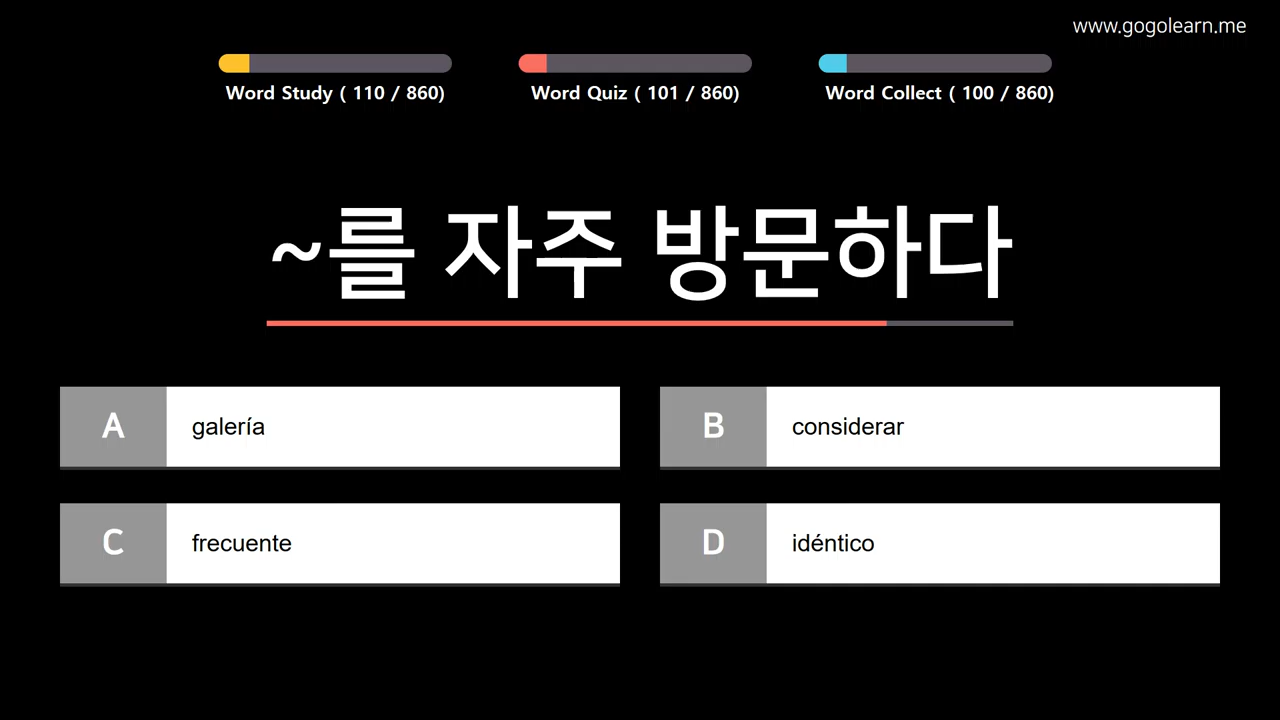 www.gogolearn.me
Word Study ( 110 / 860)
Word Quiz ( 101 / 860)
Word Collect ( 100 / 860)
~를 자주 방문하다
A galería
B considerar
C frecuente
D idéntico